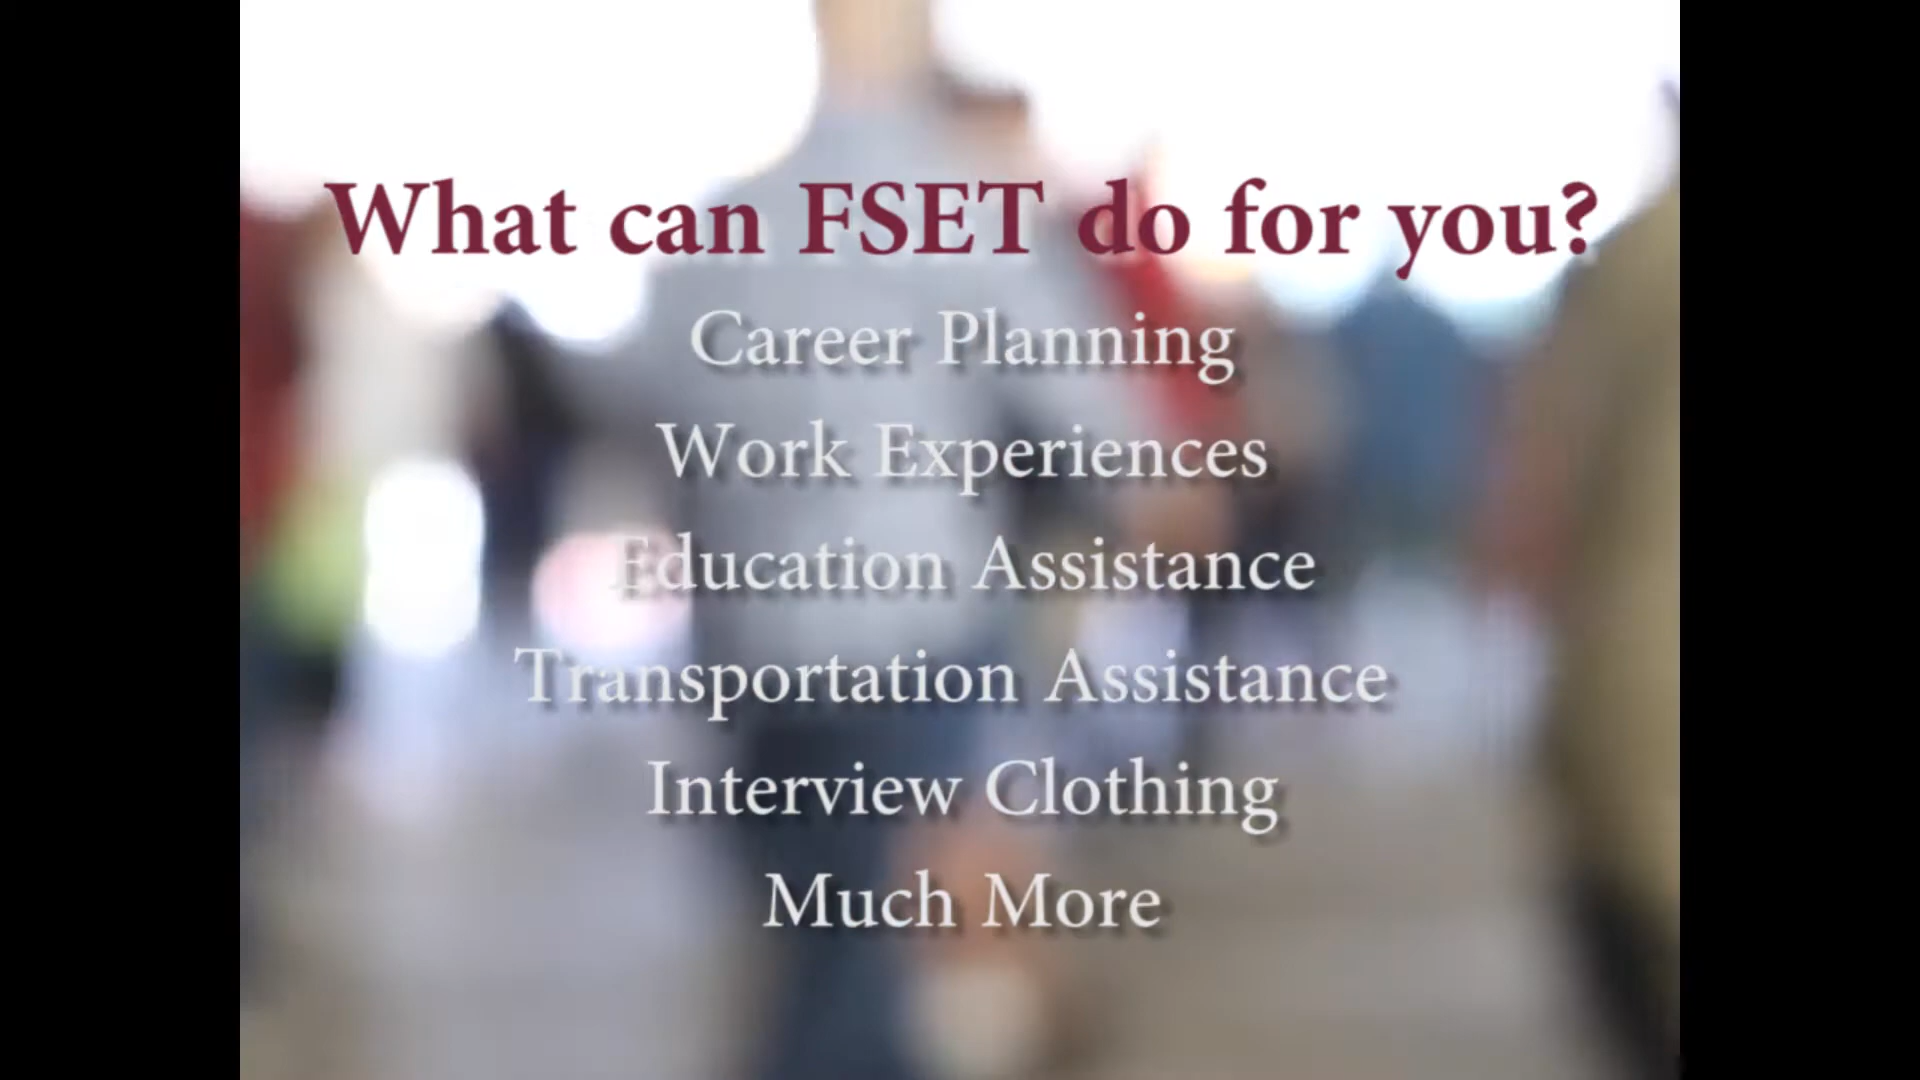 What can FSET do for you?
Career Planning
Work Experiences
Education Assistance
Transportation Assistance
Interview Clothing
Much More